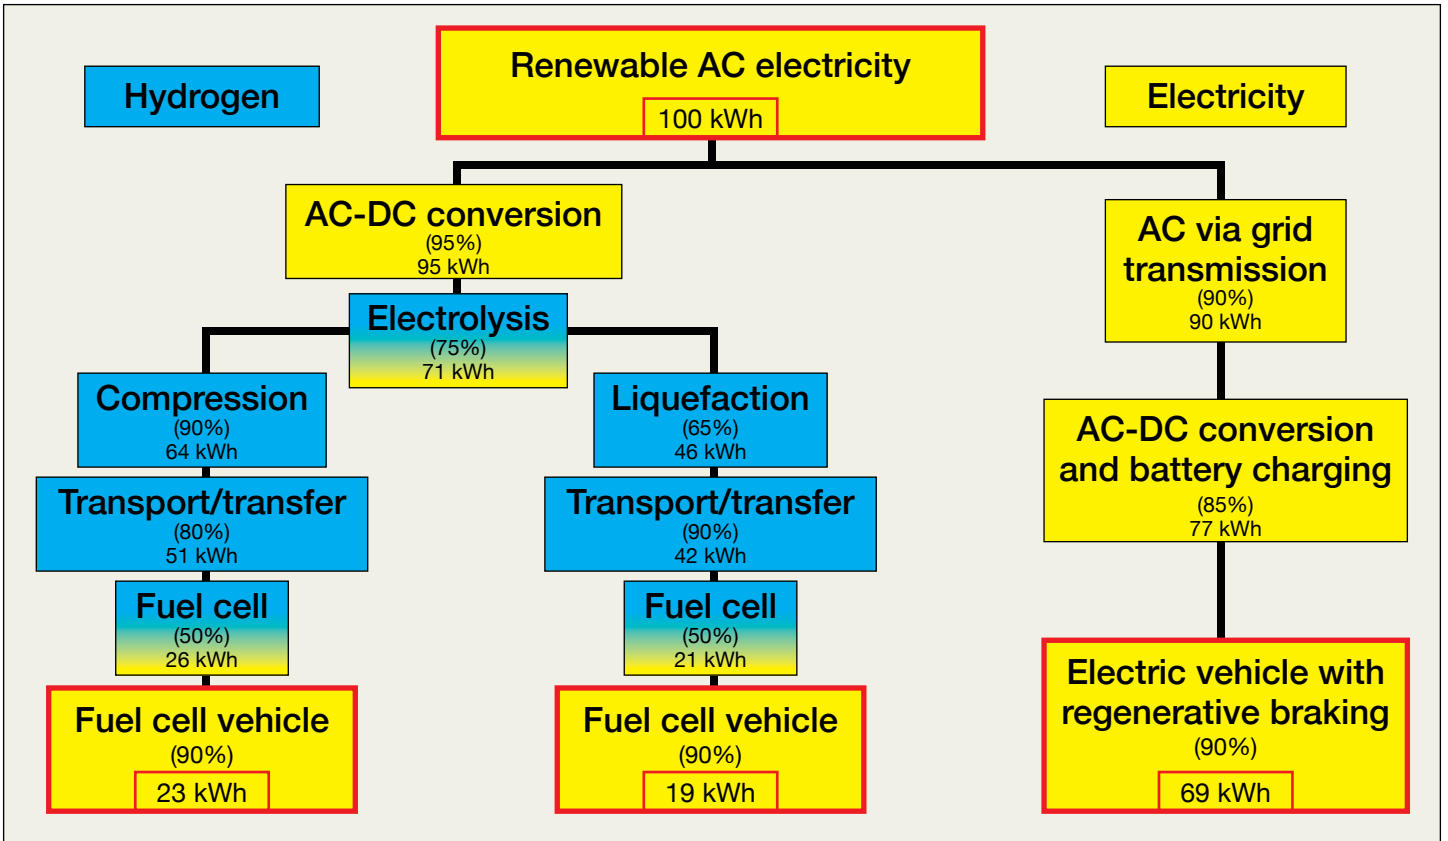 Renewable AC electricity
100 kWh
Hydrogen
Electricity
AC-DC conversion
(95%)
95 kWh
Electrolysis
(75%)
71 kWh
Compression
(90%)
64 kWh
Transport/transfer
(80%)
51 kWh
Fuel cell
(50%)
26 kWh
Fuel cell vehicle
(90%)
23 kWh
Liquefaction
(65%)
46 kWh
Transport/transfer
(90%)
42 kWh
Fuel cell
(50%)
21 kWh
Fuel cell vehicle
(90%)
19 kWh
AC via grid
transmission
(90%)
90 kWh
AC-DC conversion
and battery charging
(85%)
77 kWh
Electric vehicle with
regenerative braking
(90%)
69 kWh